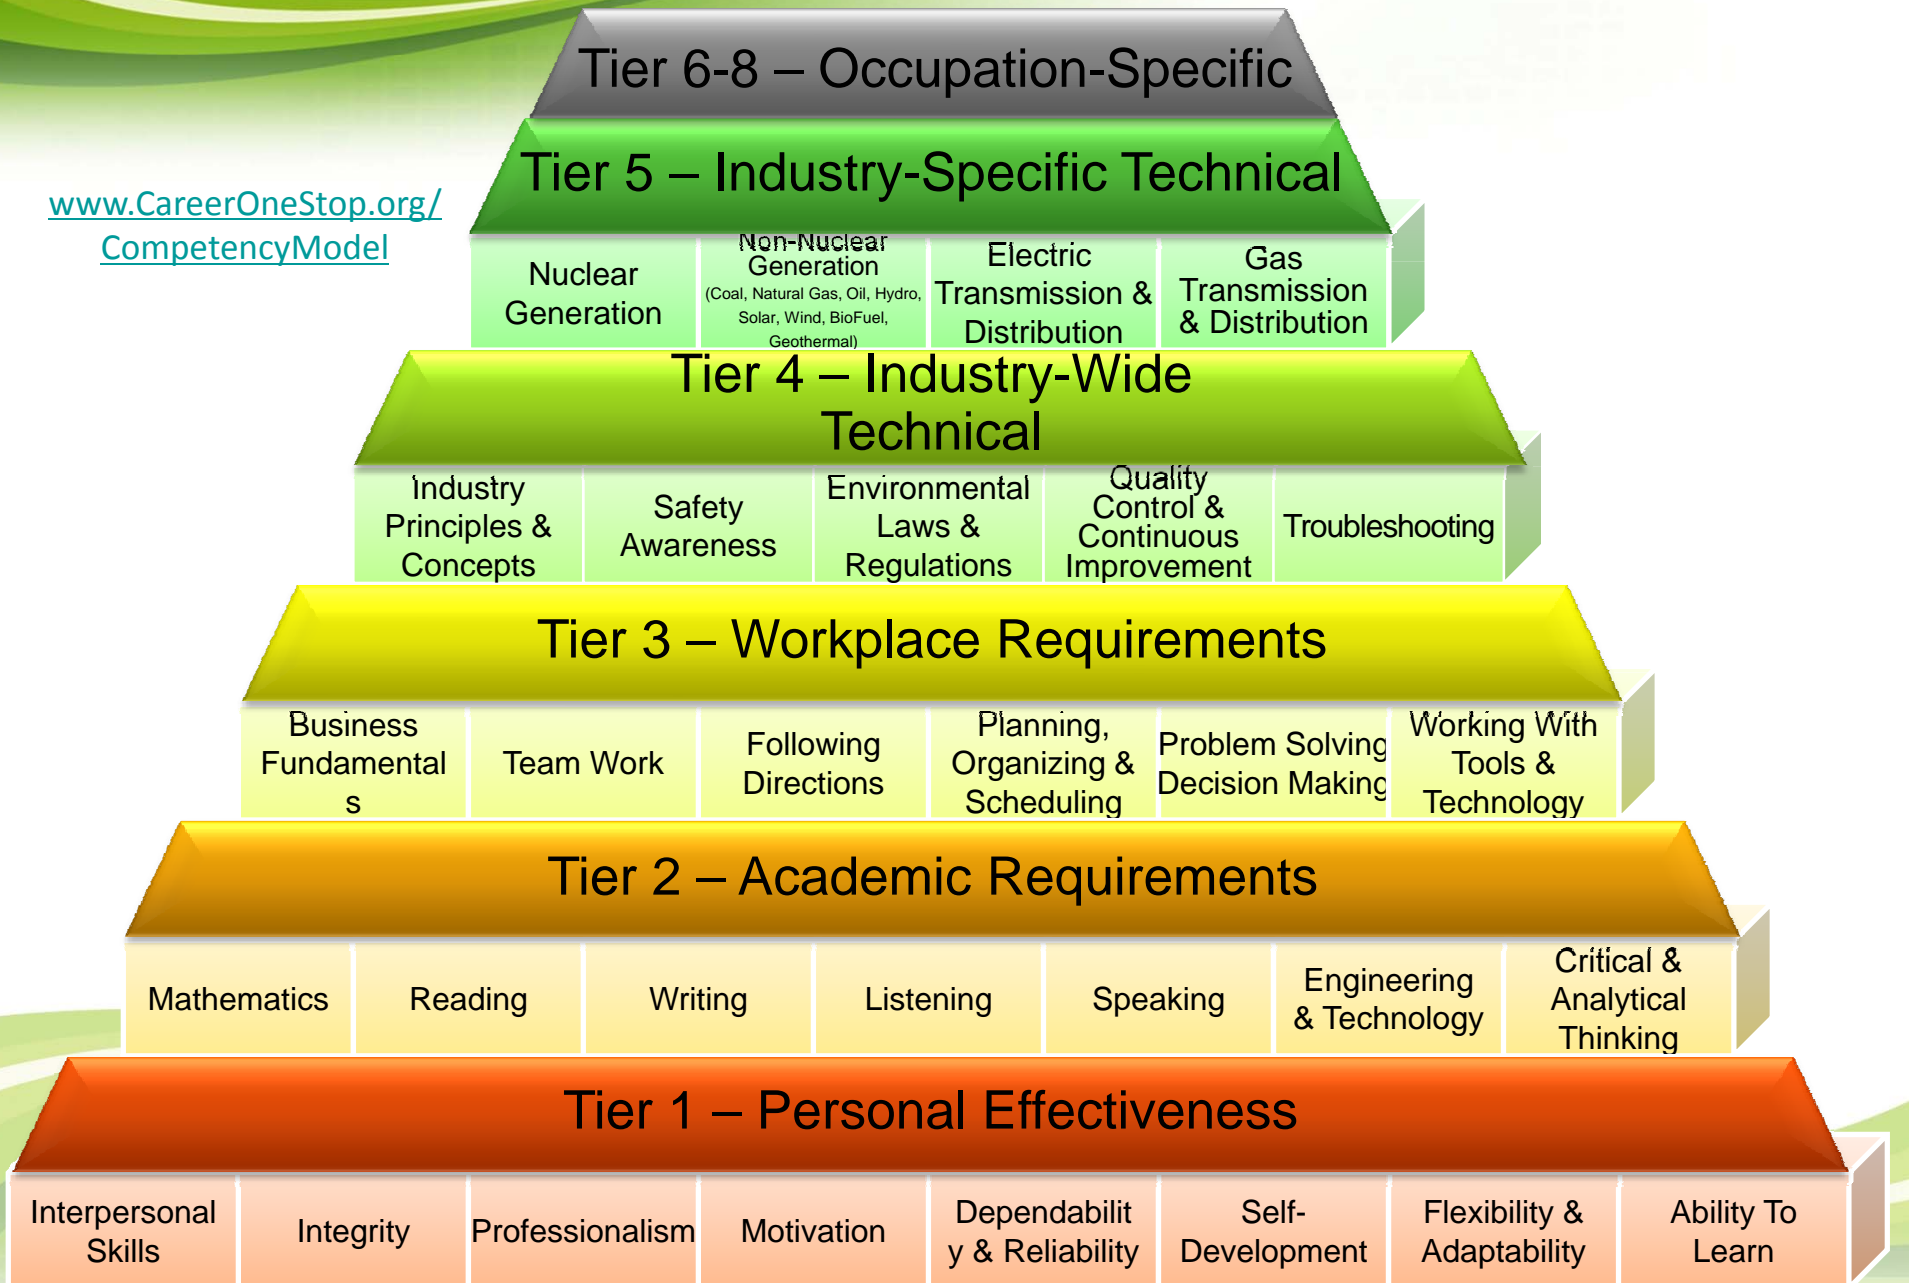 Tier 6-8 – Occupation-Specific
Tier 5 – Industry-Specific Technical
www.CareerOneStop.org/
CompetencyModel
Nuclear
Generation
Non-Nuclear
Generation
(Coal, Natural Gas, Oil, Hydro,
Solar, Wind, BioFuel,
Geothermal)
Electric
Transmission &
Distribution
Gas
Transmission
& Distribution
Tier 4 – Industry-Wide
Technical
Industry
Principles &
Concepts
Safety
Awareness
Environmental
Laws &
Regulations
Quality
Control &
Continuous
Improvement
Troubleshooting
Tier 3 – Workplace Requirements
Business
Fundamental
s
Team Work
Following
Directions
Planning,
Organizing &
Scheduling
Problem Solving
Decision Making
Working With
Tools &
Technology
Tier 2 – Academic Requirements
Mathematics
Reading
Writing
Listening
Speaking
Engineering
& Technology
Critical &
Analytical
Thinking
Tier 1 – Personal Effectiveness
Interpersonal
Skills
Integrity
Professionalism
Motivation
Dependabilit
y & Reliability
Self-
Development
Flexibility &
Adaptability
Ability To
Learn